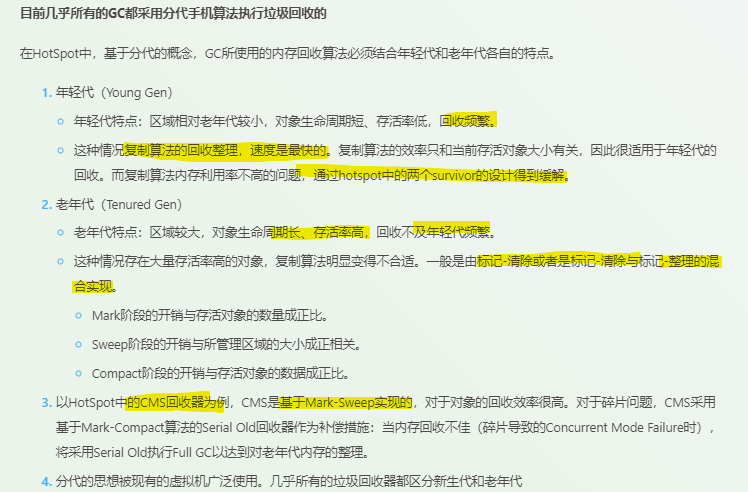 目前几乎所有的GC都采用分代手机算法执行垃圾回收的
在HotSpot中，基于分代的概念，GC所使用的内存回收算法必须结合年轻代和老年代各自的特点。
1. 年轻代（Young Gen）
年轻代特点：区域相对老年代较小，对象生命周期短、存活率低，回收频繁。
这种情况复制算法的回收整理，速度是最快的。复制算法的效率只和当前存活对象大小有关，因此很适用于年轻代的
回收。而复制算法内存利用率不高的问题，通过hotspot中的两个survivor的设计得到缓解。
2. 老年代（Tenured Gen）
老年代特点：区域较大，对象生命周期长、存活率高，回收不及年轻代频繁。
这种情况存在大量存活率高的对象，复制算法明显变得不合适。一般是由标记-清除或者是标记-清除与标记-整理的混
合实现。
Mark阶段的开销与存活对象的数量成正比。
Sweep阶段的开销与所管理区域的大小成正相关。
Compact阶段的开销与存活对象的数据成正比。
3. 以HotSpot中的CMS回收器为例，CMS是基于Mark-Sweep实现的，对于对象的回收效率很高。对于碎片问题，CMS采用
基于Mark-Compact算法的Serial Old回收器作为补偿措施：当内存回收不佳（碎片导致的Concurrent Mode Failure时），
将采用Serial Old执行Full GC以达到对老年代内存的整理。
4. 分代的思想被现有的虚拟机广泛使用。几乎所有的垃圾回收器都区分新生代和老年代